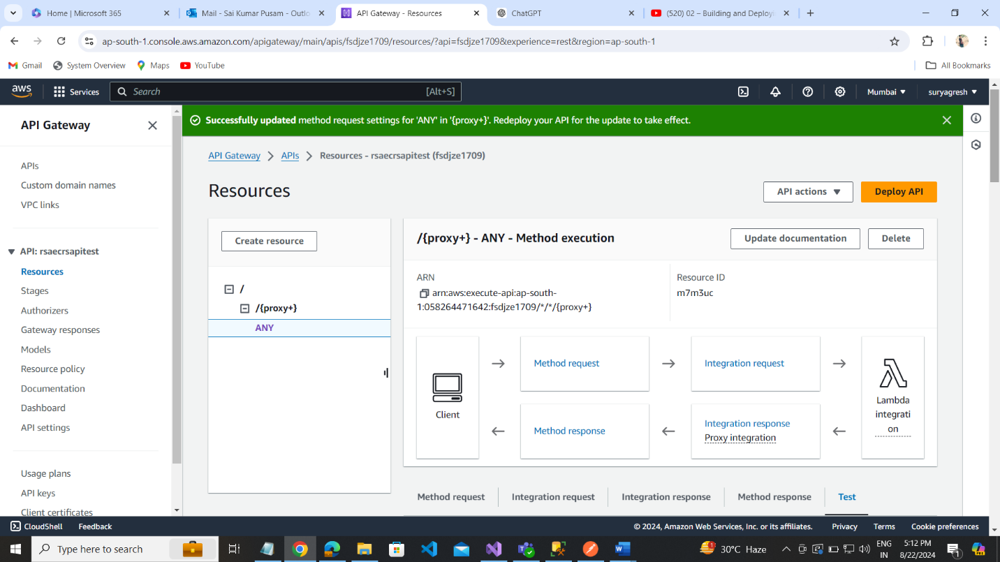 Home | Microsoft 365
Mail - Sai Kumar Pusam - Outlo
API Gateway - Resources
ChatGPT
(520) 02 – Building and Deployi
ap-south-1.console.aws.amazon.com/apigateway/main/apis/fsdjze1709/resources/?api=fsdjze1709&experience=rest&region=ap-south-1
Gmail
System Overview
Maps
YouTube
All Bookmarks
aws
Services
Search
[Alt+S]
Mumbai
suryagresh
API Gateway
Successfully updated method request settings for 'ANY' in '{proxy+}'. Redeploy your API for the update to take effect.
APIs
Custom domain names
VPC links
API: rsaecrsapitest
Resources
Stages
Authorizers
Gateway responses
Models
Resource policy
Documentation
Dashboard
API settings
Usage plans
API keys
Client certificates
API Gateway
APIs
Resources - rsaecrsapitest (fsdjze1709)
Resources
API actions
Deploy API
Create resource
/
/{proxy+}
ANY
/{proxy+} - ANY - Method execution
Update documentation
Delete
ARN
arn:aws:execute-api:ap-south-
1:058264471642:fsdjze1709/*/*/{proxy+}
Resource ID
m7m3uc
Client
Method request
Integration request
Method response
Integration response
Proxy integration
Lambda
integrati
on
Method request
Integration request
Integration response
Method response
Test
CloudShell
Feedback
© 2024, Amazon Web Services, Inc. or its affiliates.
Privacy
Terms
Cookie preferences
Type here to search
30°C Haze
ENG
IN
5:12 PM
8/22/2024